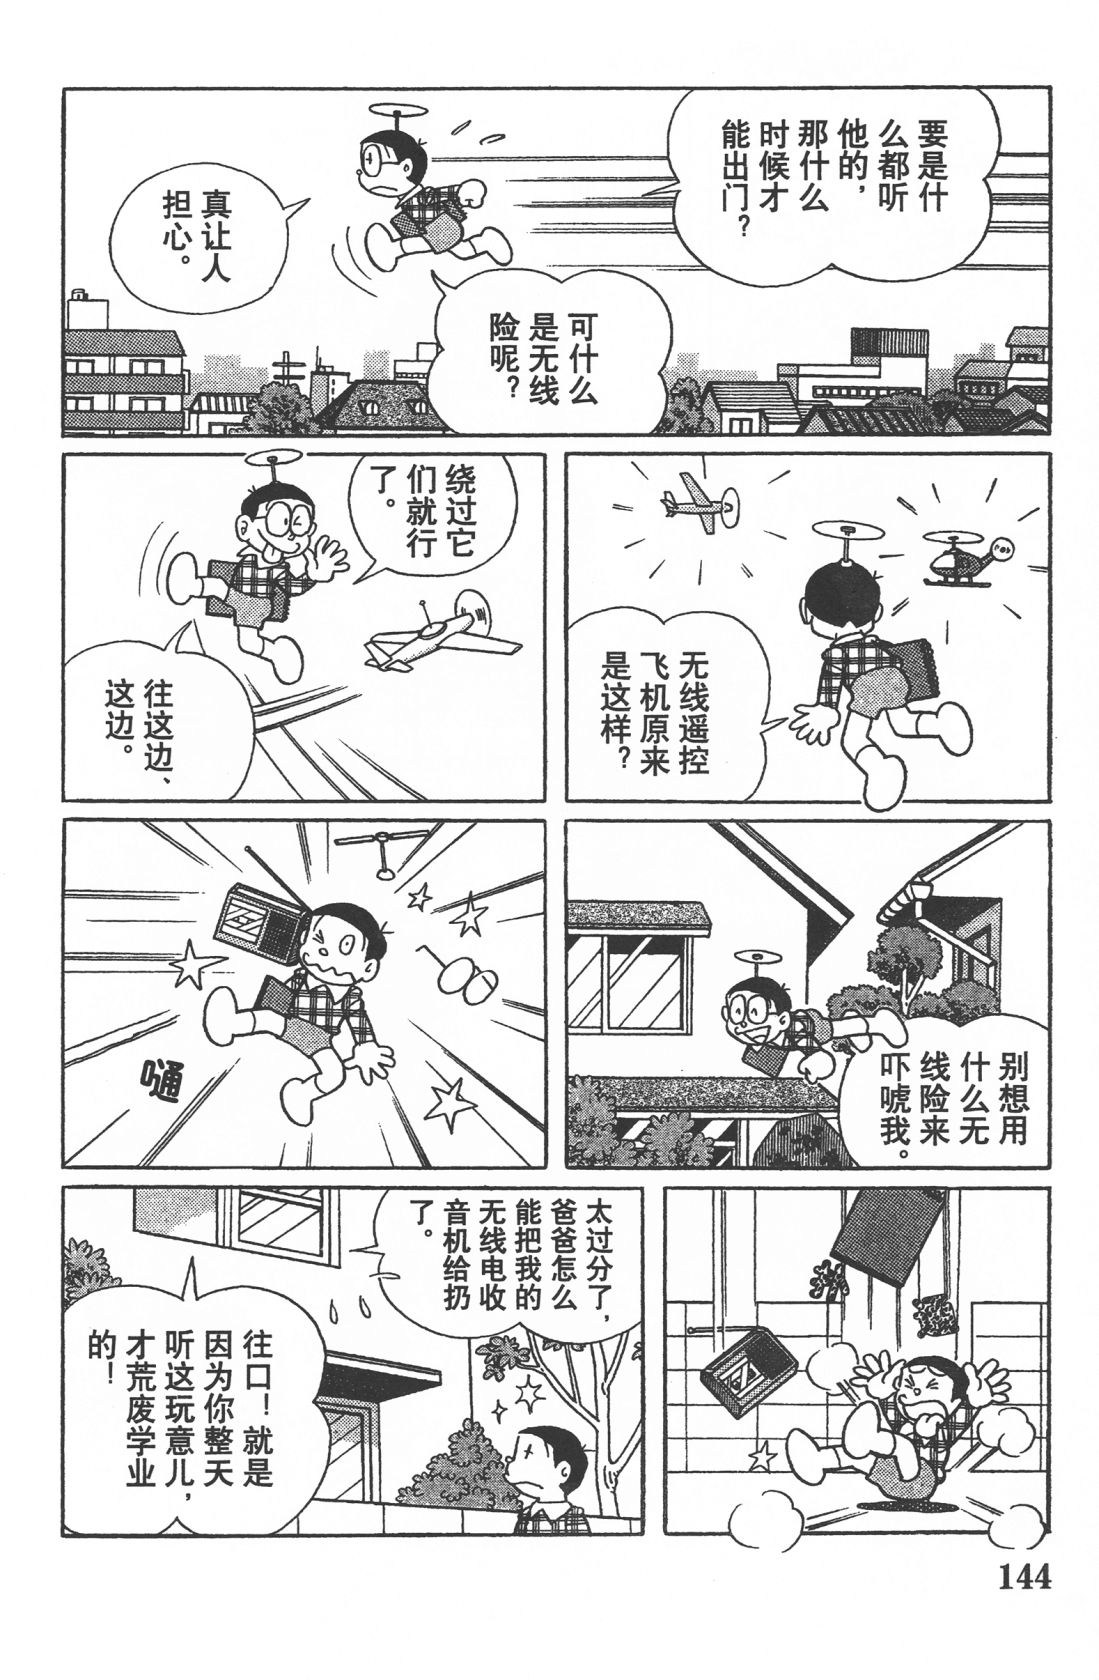 要是什
么都听
他的，
那什么
时候才
能出门？
可什么
是无线
险呢？
真让人
担心。
无线遥控
飞机原来
是这样？
绕过它
们就行
了。
往这边、
这边。
别想用
什么无
线险来
吓唬我。
嗵
太过分了，
爸爸怎么
能把我的
无线电收
音机给扔
了。
往口！就是
因为你整天
听这玩意儿，
才荒废学业
的！
144